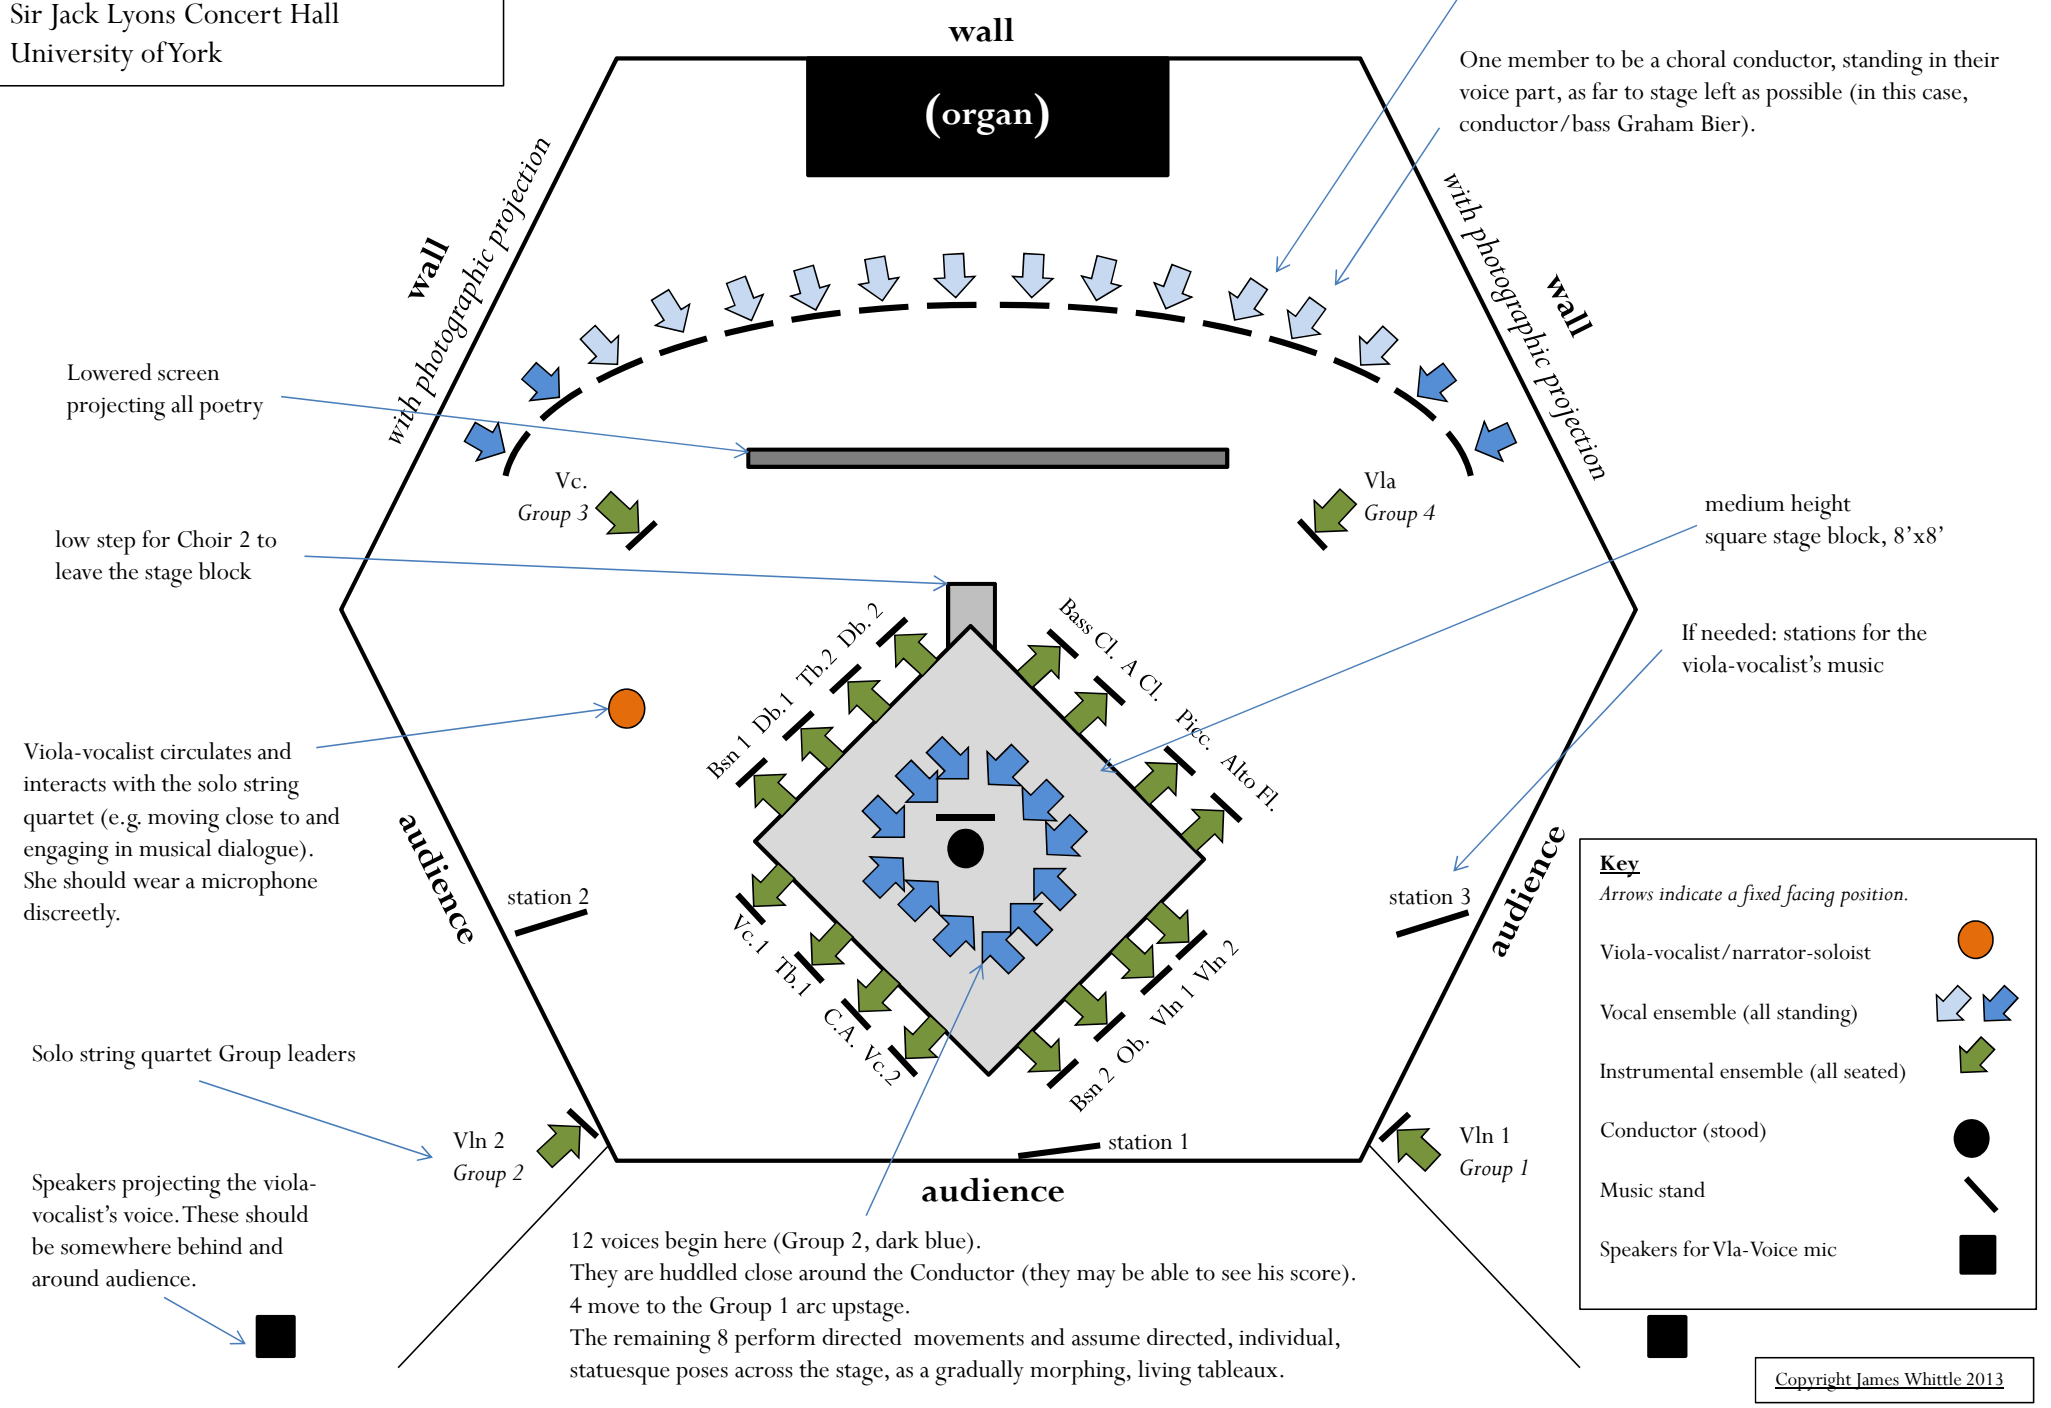 Sir Jack Lyons Concert Hall
University of York
wall
(organ)
One member to be a choral conductor, standing in their
voice part, as far to stage left as possible (in this case,
conductor/bass Graham Bier).
wall
with photographic projection
wall
with photographic projection
Lowered screen
projecting all poetry
Vc.
Group 3
Vla
Group 4
medium height
square stage block, 8’x8’
low step for Choir 2 to
leave the stage block
If needed: stations for the
viola-vocalist’s music
Bsn 1 Db.1 Tb.2 Db. 2
Bass Cl. A Cl. Picc. Alto Fl.
Viola-vocalist circulates and
interacts with the solo string
quartet (e.g. moving close to and
engaging in musical dialogue).
She should wear a microphone
discreetly.
audience
station 2
station 3
audience
Vc.1 Tb.1 C.A. Vc.2
Bsn 2 Ob. Vln 1 Vln 2
Key
Arrows indicate a fixed facing position.
Viola-vocalist/narrator-soloist
Vocal ensemble (all standing)
Instrumental ensemble (all seated)
Conductor (stood)
Music stand
Speakers for Vla-Voice mic
Solo string quartet Group leaders
Vln 2
Group 2
station 1
Vln 1
Group 1
audience
Speakers projecting the viola-
vocalist’s voice. These should
be somewhere behind and
around audience.
12 voices begin here (Group 2, dark blue).
They are huddled close around the Conductor (they may be able to see his score).
4 move to the Group 1 arc upstage.
The remaining 8 perform directed movements and assume directed, individual,
statuesque poses across the stage, as a gradually morphing, living tableaux.
Copyright James Whittle 2013